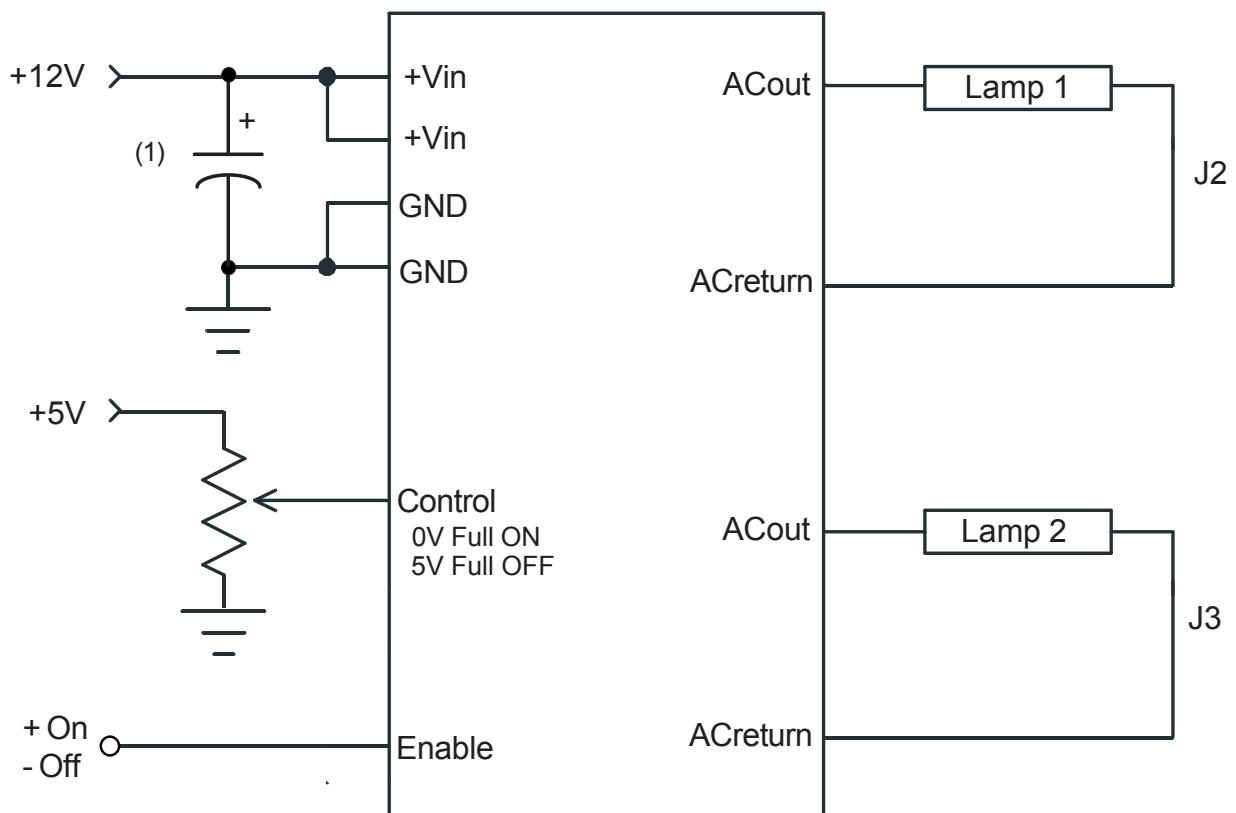 +12V
+
(1)
+Vin
+Vin
GND
GND
+5V
Control
0V Full ON
5V Full OFF
+ On
- Off
Enable
ACout
Lamp 1
J2
ACreturn
ACout
Lamp 2
J3
ACreturn